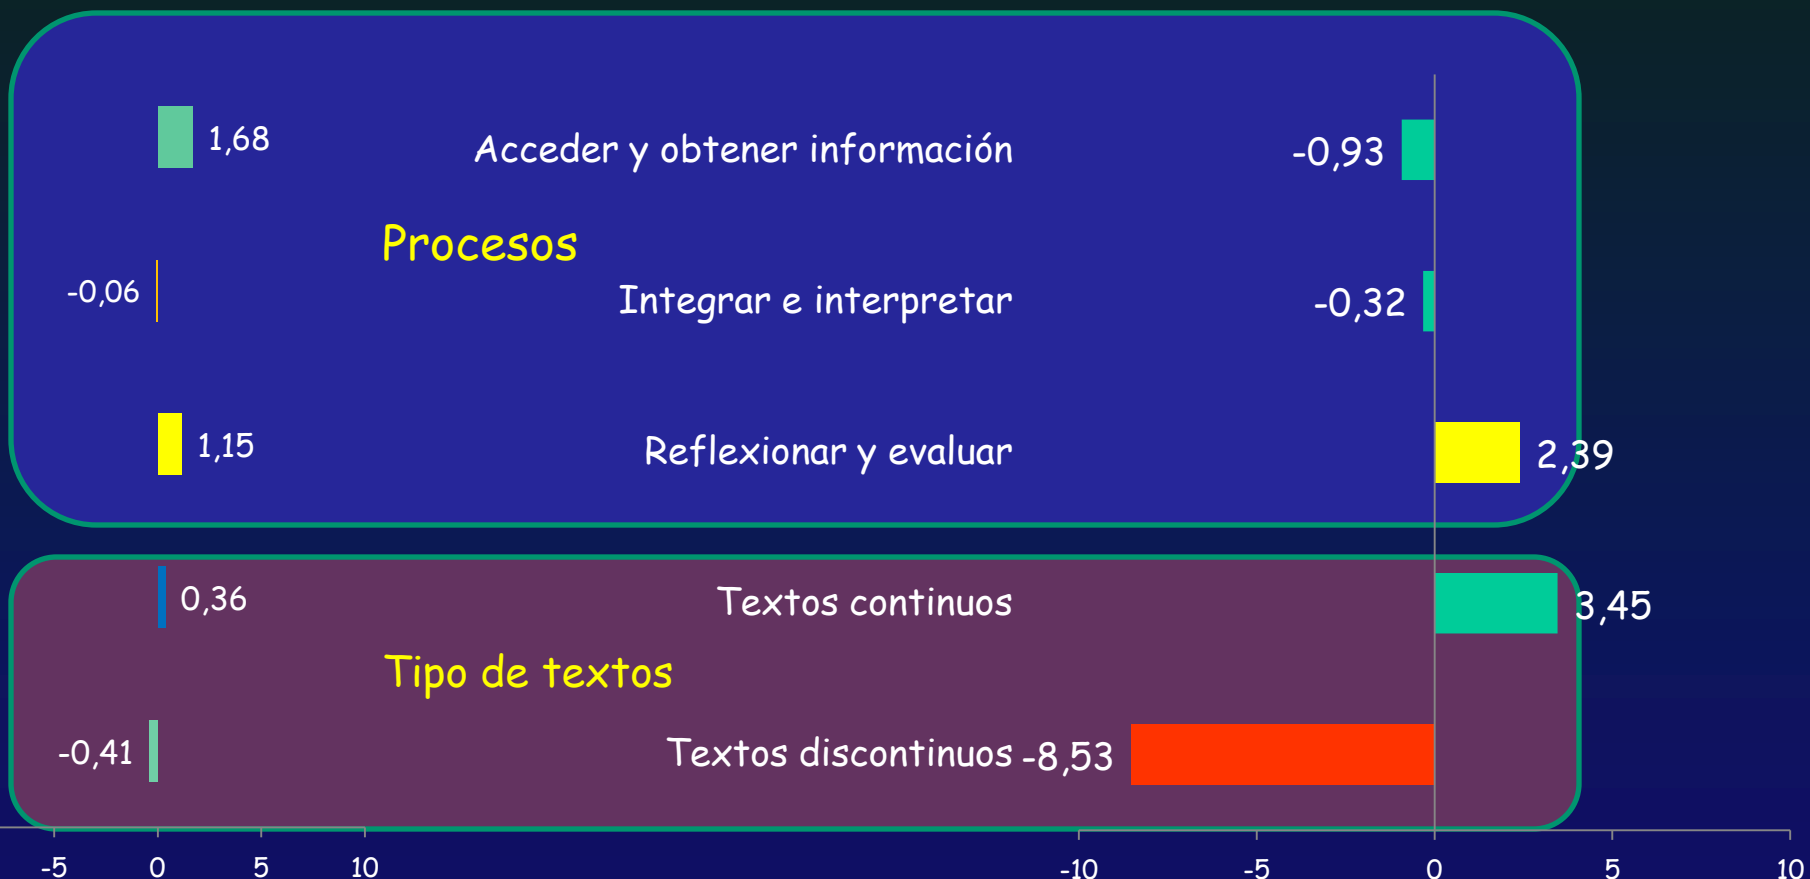 1,68 Acceder y obtener información -0,93
Procesos
-0,06 Integrar e interpretar -0,32
1,15 Reflexionar y evaluar 2,39
0,36 Textos continuos 3,45
Tipo de textos
-0,41 Textos discontinuos -8,53
-5 0 5 10 -10 -5 0 5 10